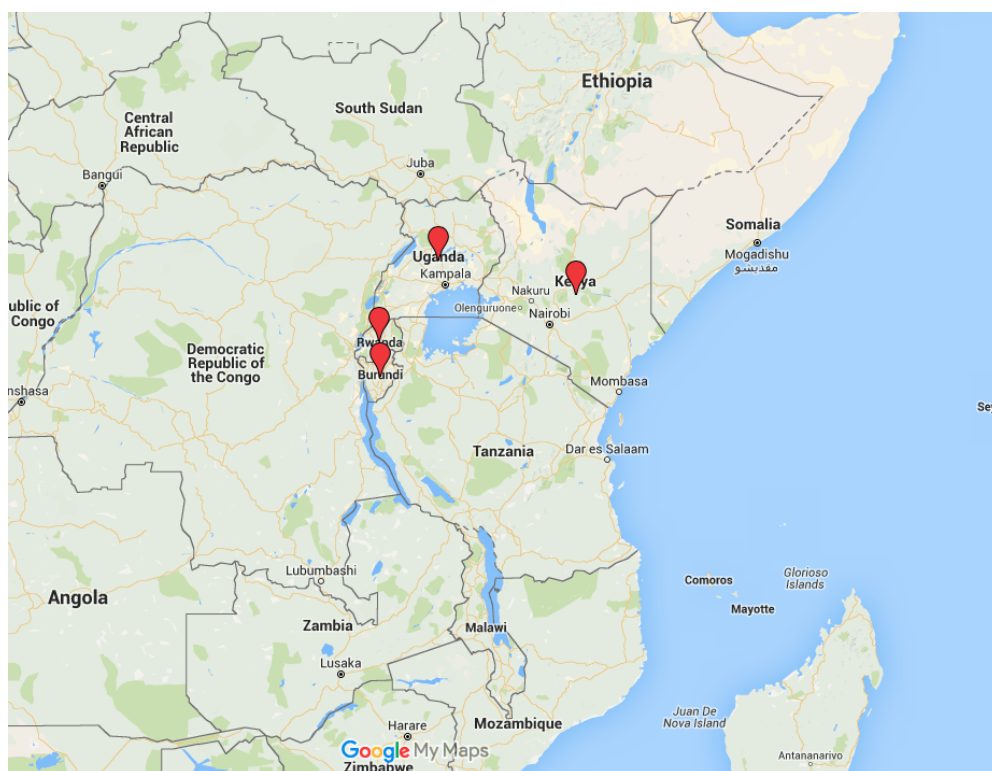 Ethiopia
South Sudan
Central
African
Republic
Juba
Bangui
Somalia
Uganda
Mogadishu
مقديشو
Kampala
Nakuru
ublic of
Congo
Olenguruone
Nairobi
Rwanda
Democratic
Republic of
the Congo
Burundi
Mombasa
nshasa
Sey
Tanzania
Dar es Salaam
Lubumbashi
Comoros
Glorioso
Islands
Angola
Mayotte
Zambia
Malawi
Lusaka
Juan De
Nova Island
Mozambique
Harare
Google My Maps
Antananarivo
Zimbabwe